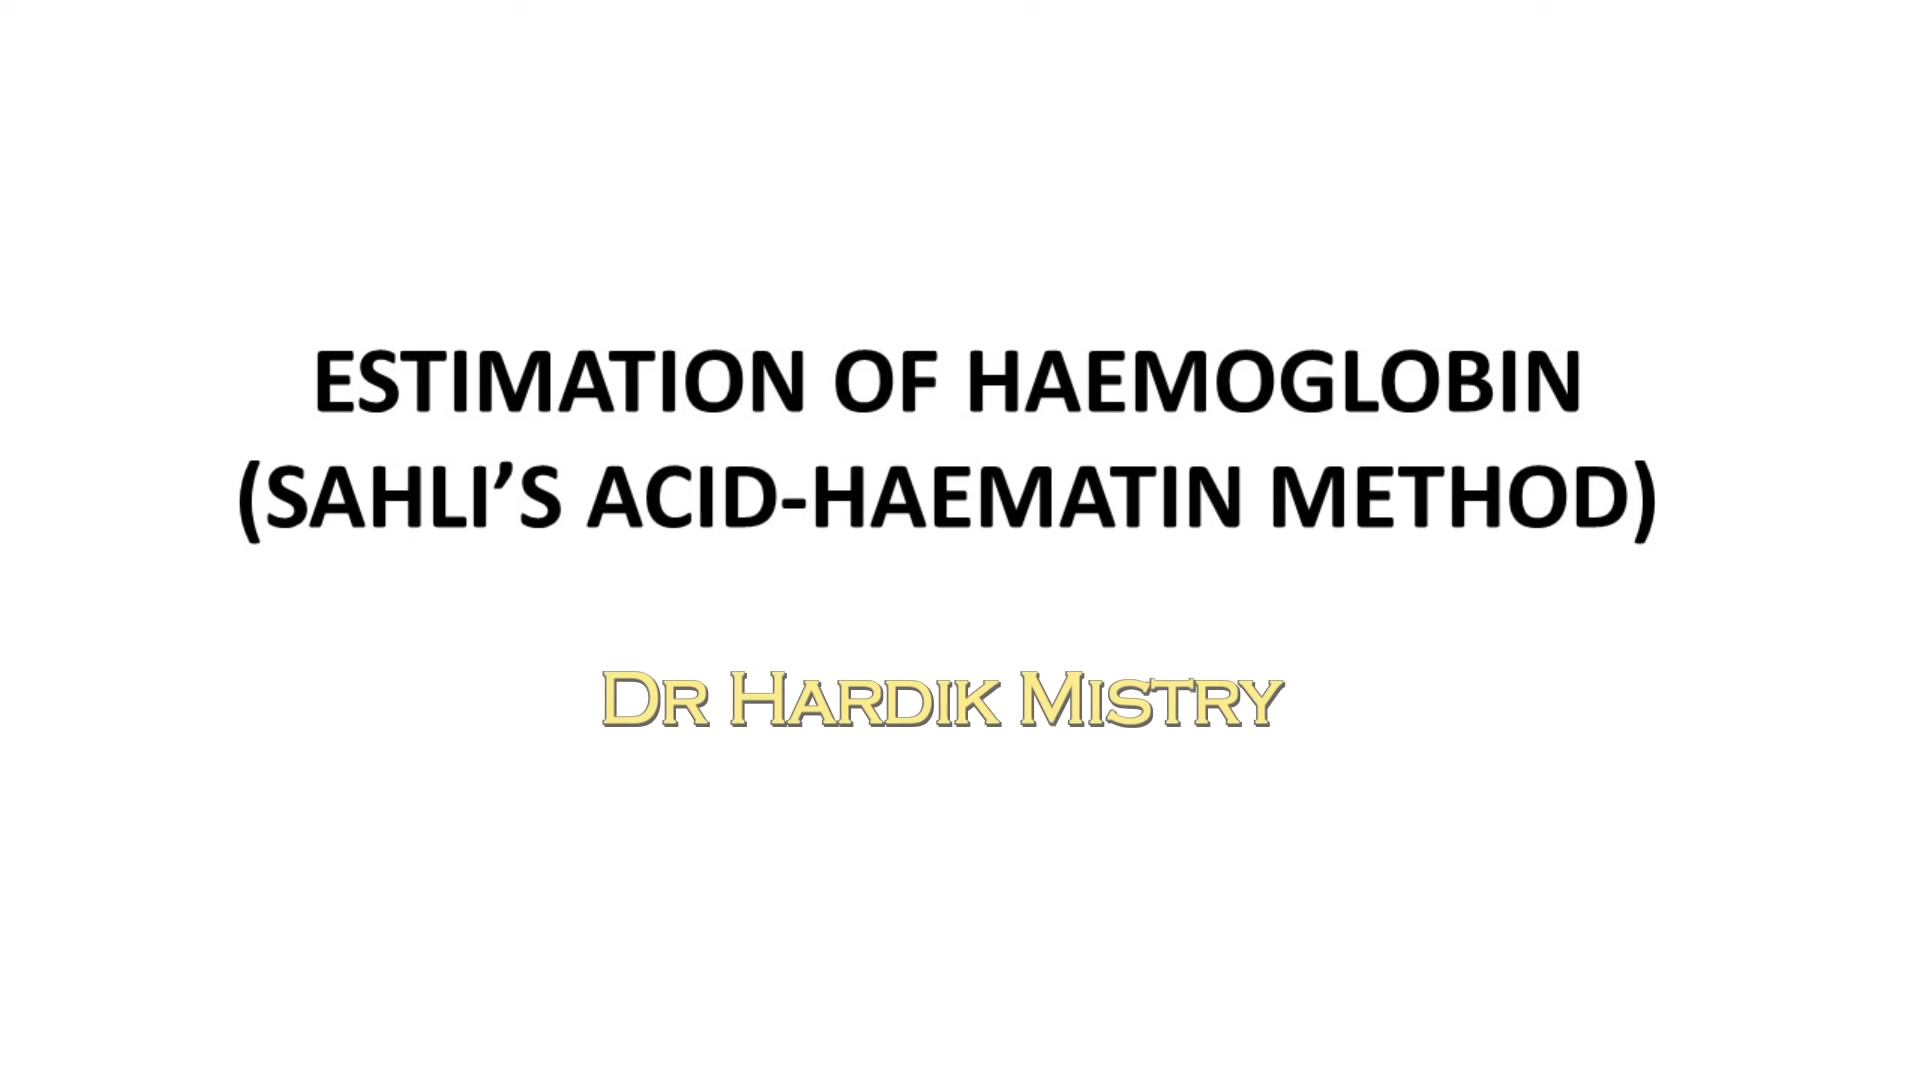 ESTIMATION OF HAEMOGLOBIN
(SAHLI’S ACID-HAEMATIN METHOD)
DR HARDIK MISTRY